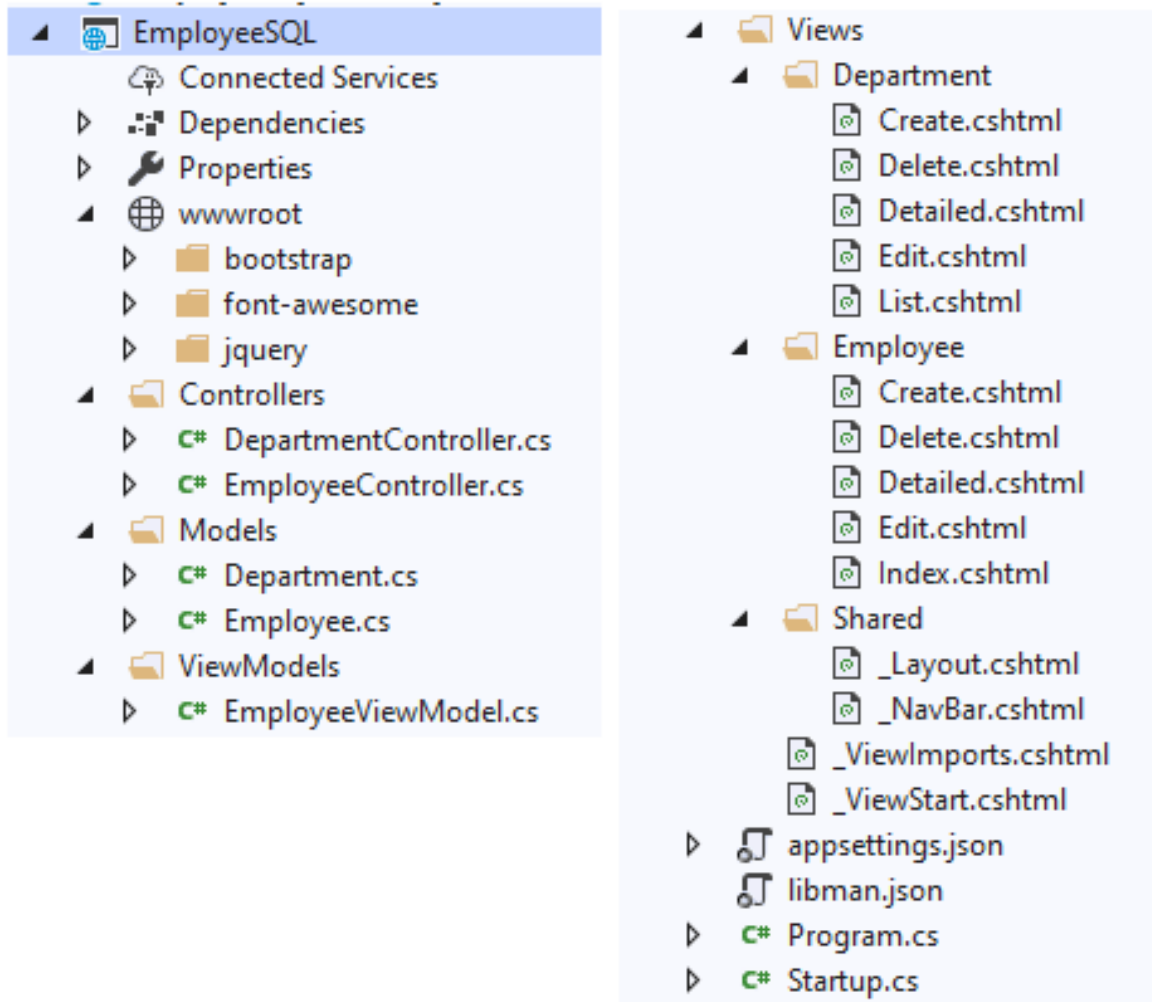 EmployeeSQL
Connected Services
Dependencies
Properties
wwwroot
bootstrap
font-awesome
jquery
Controllers
C# DepartmentController.cs
C# EmployeeController.cs
Models
C# Department.cs
C# Employee.cs
ViewModels
C# EmployeeViewModel.cs
Views
Department
Create.cshtml
Delete.cshtml
Detailed.cshtml
Edit.cshtml
List.cshtml
Employee
Create.cshtml
Delete.cshtml
Detailed.cshtml
Edit.cshtml
Index.cshtml
Shared
_Layout.cshtml
_NavBar.cshtml
_ViewImports.cshtml
_ViewStart.cshtml
appsettings.json
libman.json
C# Program.cs
C# Startup.cs